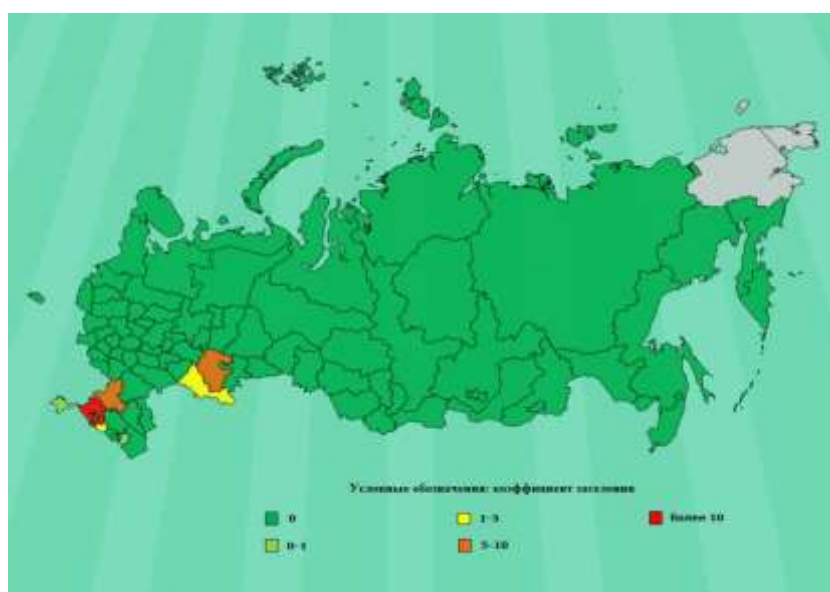 Условные обозначения: коэффициент заселения
0 1-5 Более 10
0-1 5-10